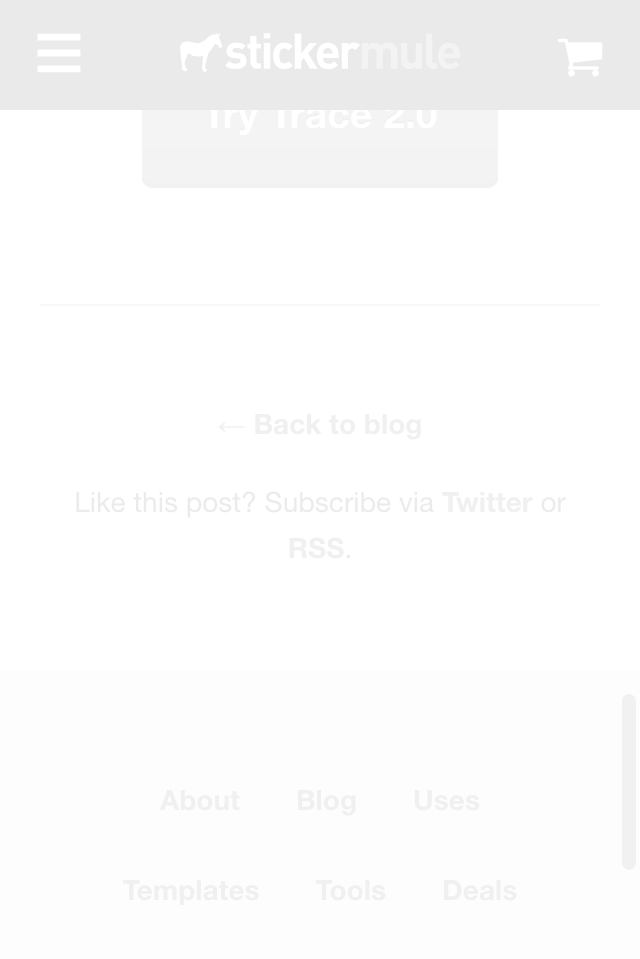 stickermule
Try Trace 2.0
← Back to blog
Like this post? Subscribe via Twitter or
RSS.
About Blog Uses
Templates Tools Deals